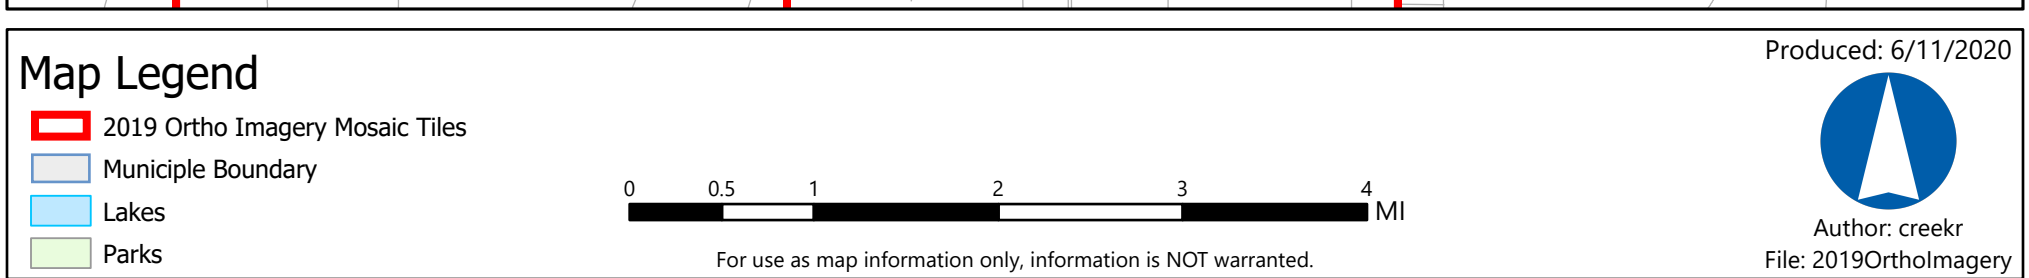 Map Legend
2019 Ortho Imagery Mosaic Tiles
Municiple Boundary
Lakes
Parks
0 0.5 1 2 3 4
MI
For use as map information only, information is NOT warranted.
Produced: 6/11/2020
Author: creekr
File: 2019OrthoImagery